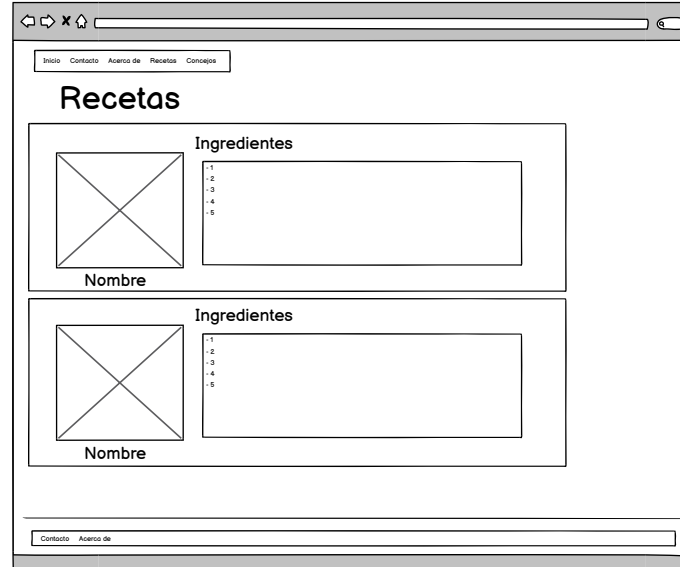 Inicio Contacto Acerca de Recetas Concejos
Recetas
Ingredientes
- 1
- 2
- 3
- 4
- 5
Nombre
Ingredientes
- 1
- 2
- 3
- 4
- 5
Nombre
Contacto Acerca de